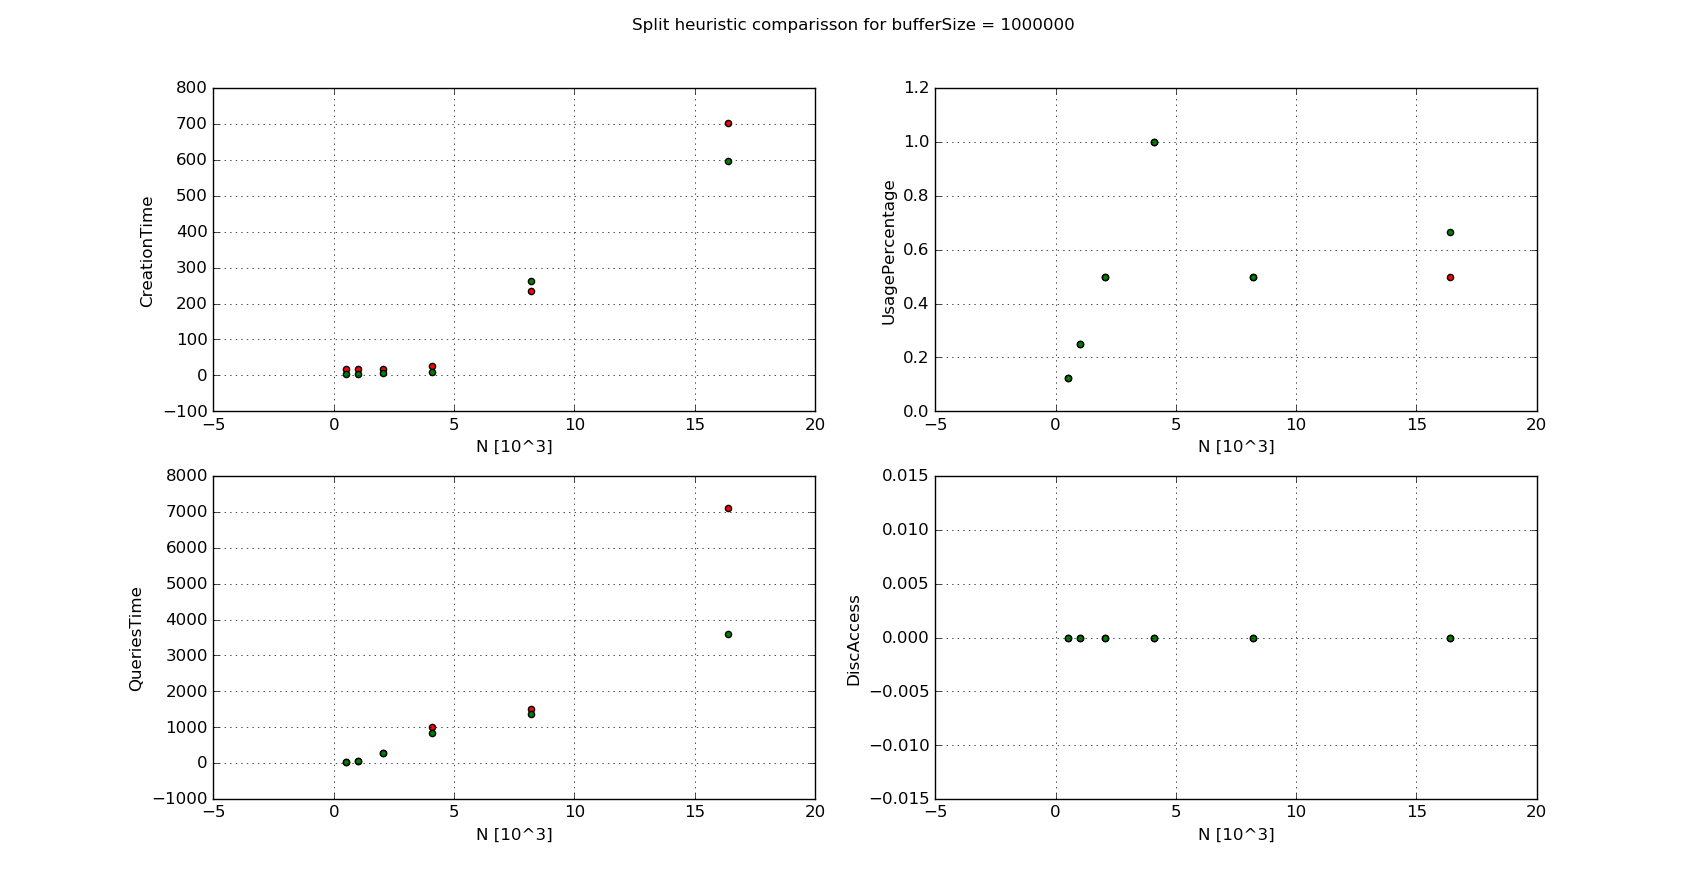 Split heuristic comparisson for bufferSize = 1000000
800
700
600
500
400
300
200
100
0
−100
CreationTime
−5 0 5 10 15 20
N [10^3]
1.2
1.0
0.8
0.6
0.4
0.2
0.0
UsagePercentage
−5 0 5 10 15 20
N [10^3]
8000
7000
6000
5000
4000
3000
2000
1000
0
−1000
QueriesTime
−5 0 5 10 15 20
N [10^3]
0.015
0.010
0.005
0.000
−0.005
−0.010
−0.015
DiscAccess
−5 0 5 10 15 20
N [10^3]